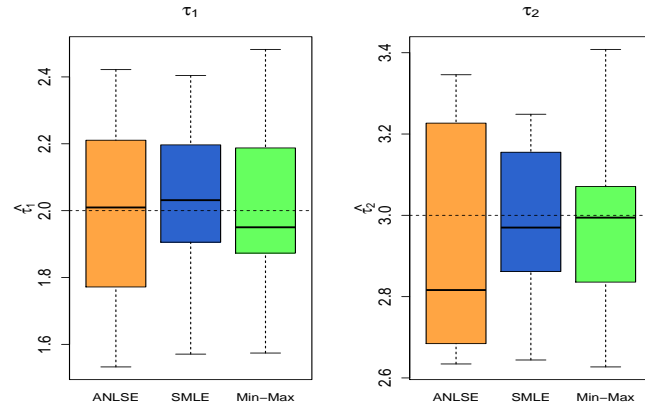 τ1
τ2
τ̂1
1.6 1.8 2.0 2.2 2.4
ANLSE SMLE Min−Max
τ̂2
2.6 2.8 3.0 3.2 3.4
ANLSE SMLE Min−Max